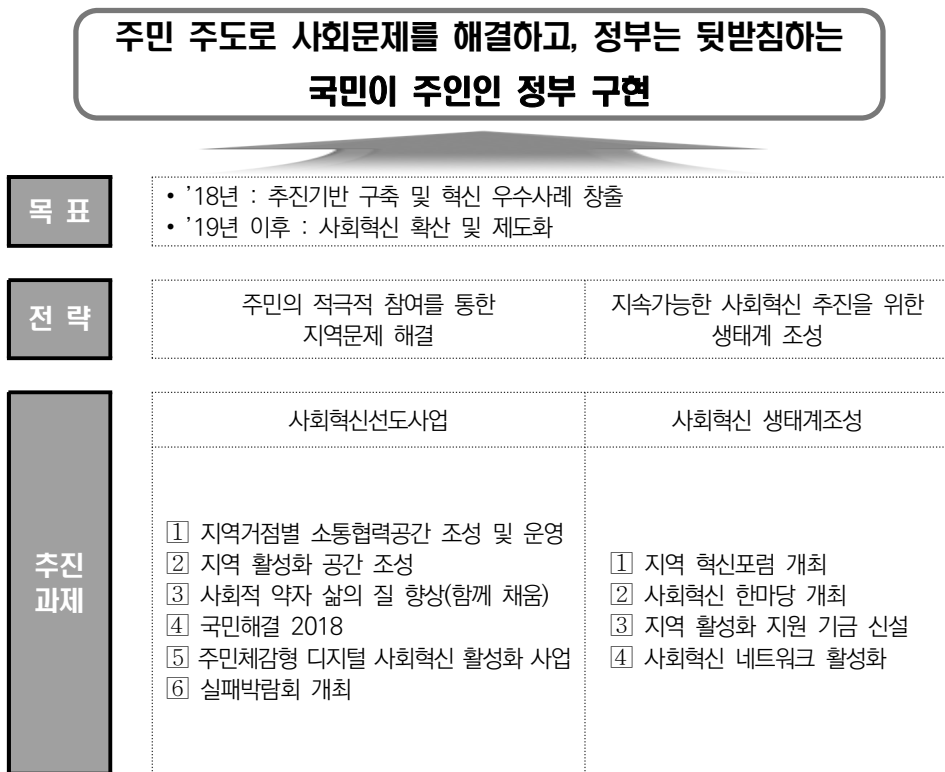 주민 주도로 사회문제를 해결하고, 정부는 뒷받침하는
국민이 주인인 정부 구현
목 표
• ’18년 : 추진기반 구축 및 혁신 우수사례 창출
• ’19년 이후 : 사회혁신 확산 및 제도화
전 략
주민의 적극적 참여를 통한
지역문제 해결
지속가능한 사회혁신 추진을 위한
생태계 조성
추진
과제
사회혁신선도사업
1 지역거점별 소통협력공간 조성 및 운영
2 지역 활성화 공간 조성
3 사회적 약자 삶의 질 향상(함께 채움)
4 국민해결 2018
5 주민체감형 디지털 사회혁신 활성화 사업
6 실패박람회 개최
사회혁신 생태계조성
1 지역 혁신포럼 개최
2 사회혁신 한마당 개최
3 지역 활성화 지원 기금 신설
4 사회혁신 네트워크 활성화